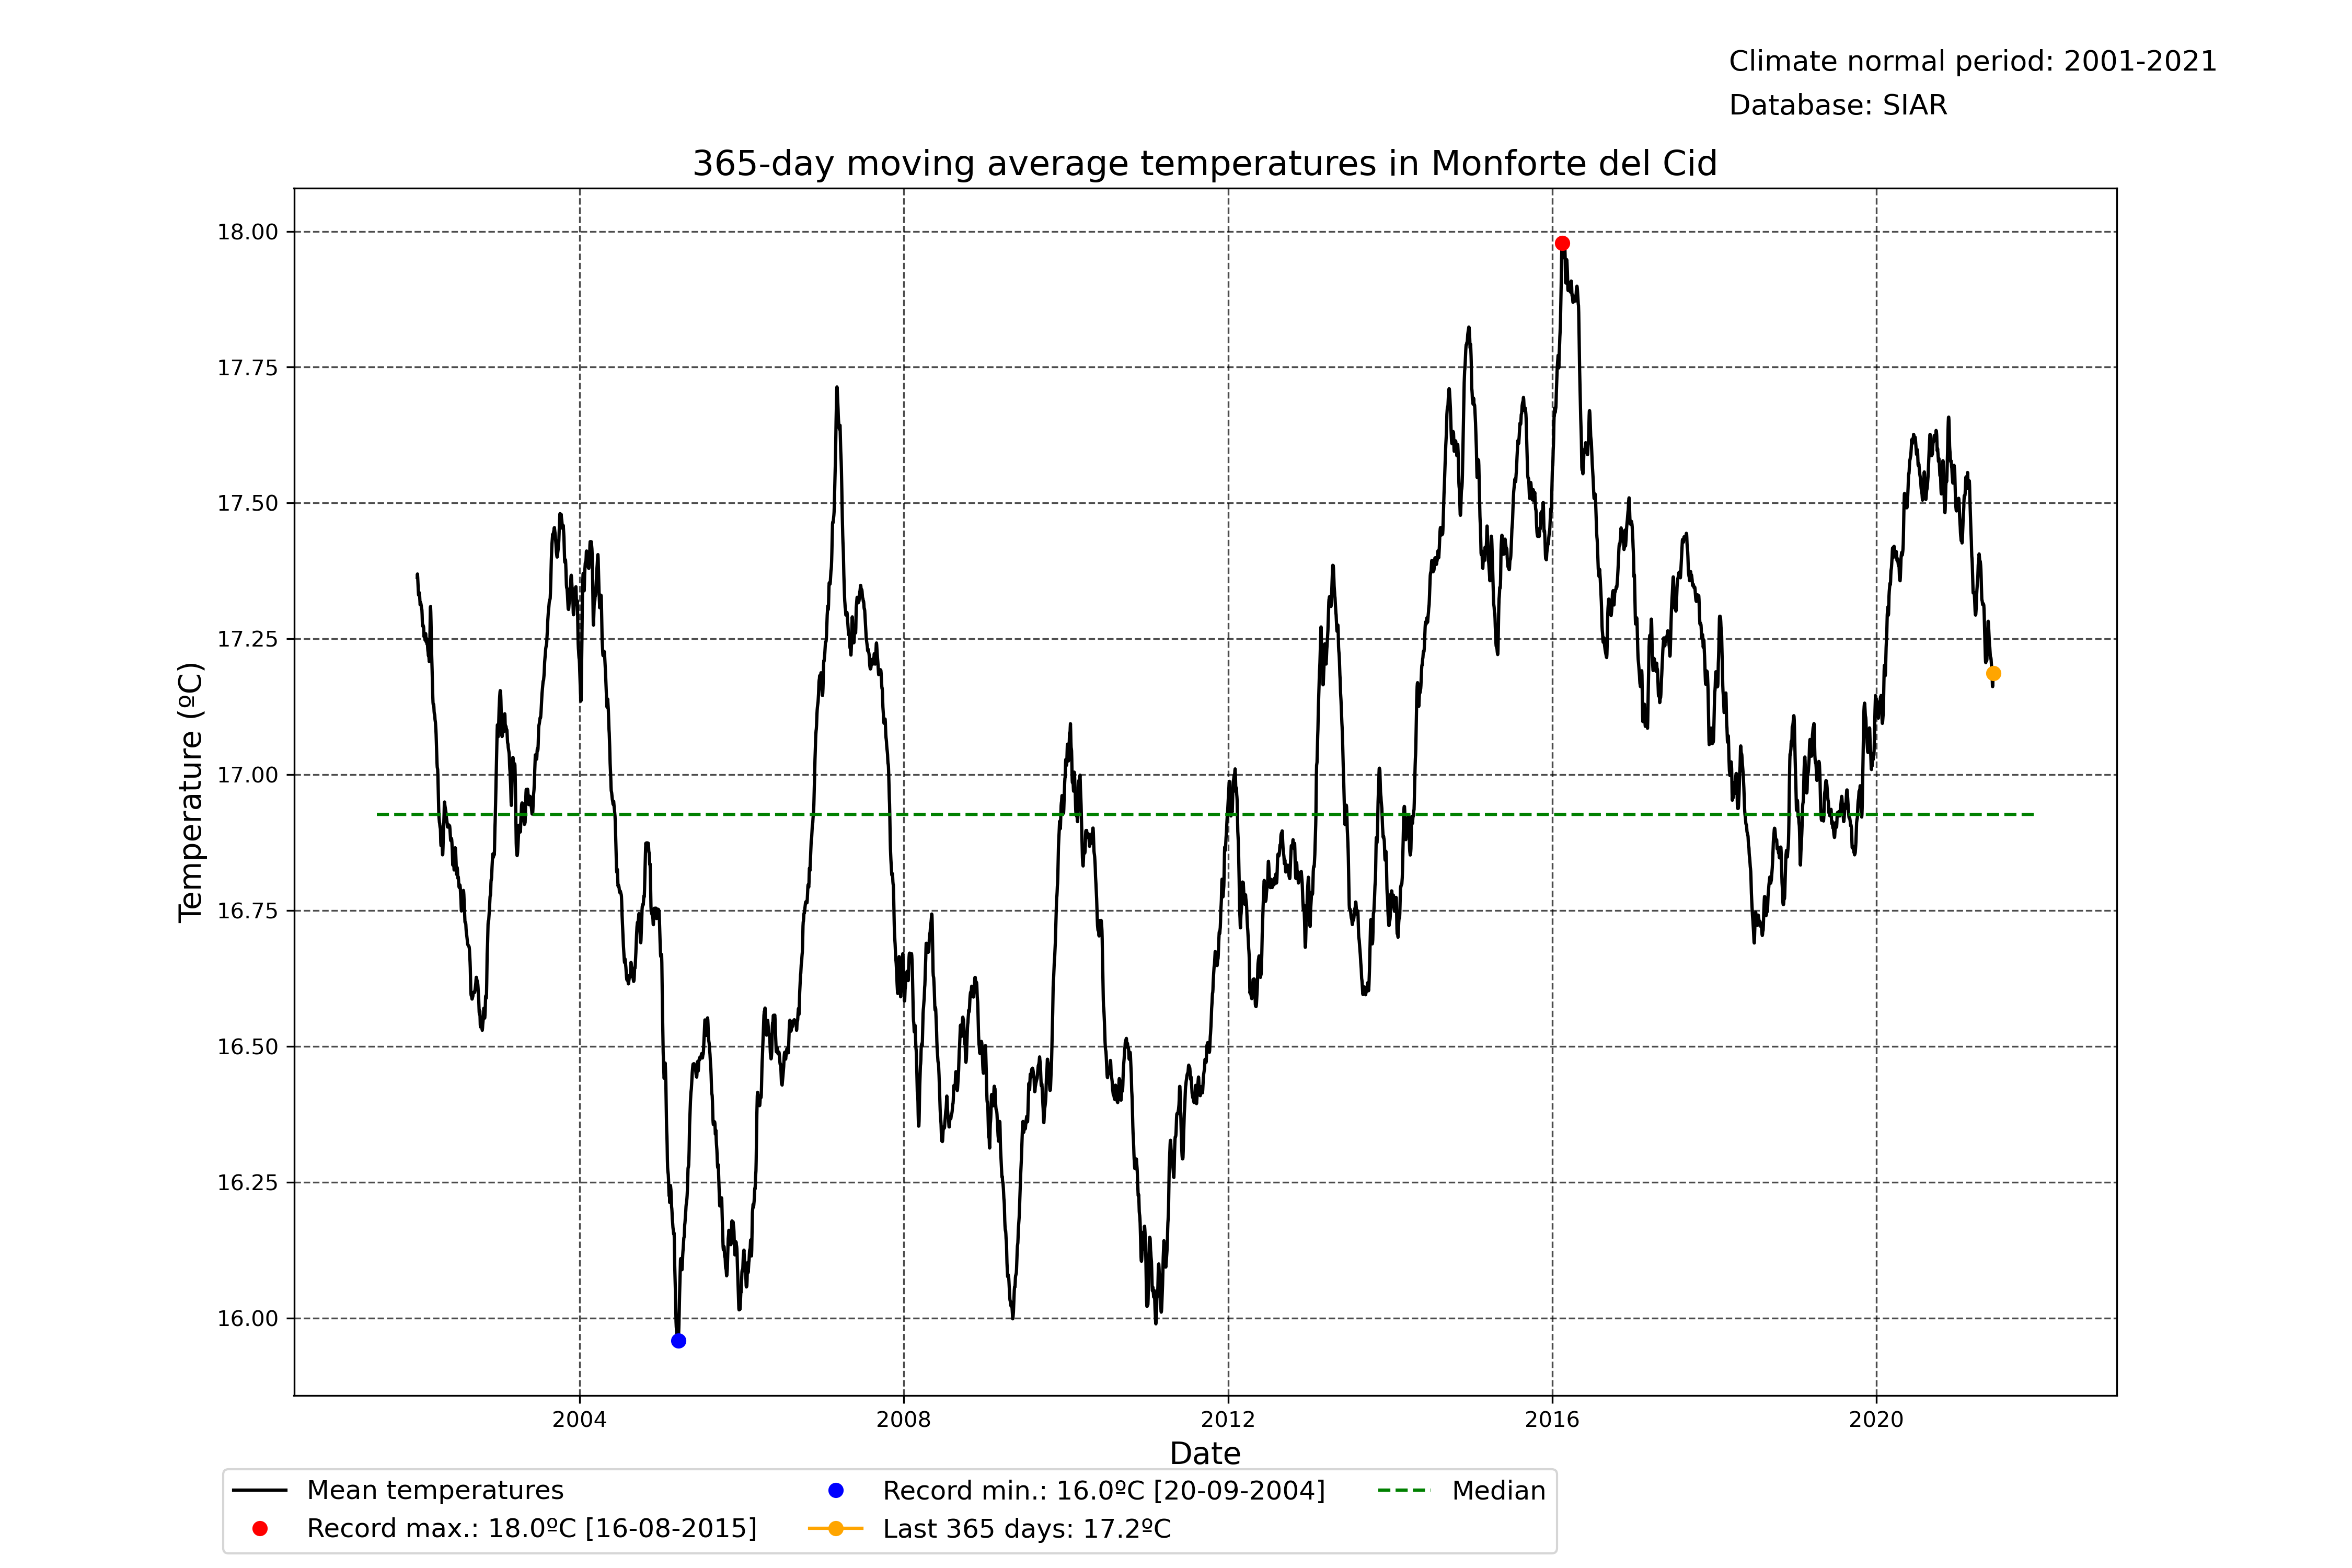 Climate normal period: 2001-2021
Database: SIAR
365-day moving average temperatures in Monforte del Cid
18.00
17.75
17.50
17.25
17.00
16.75
16.50
16.25
16.00
Temperature (ºC)
2004 2008 2012 2016 2020
Date
Mean temperatures
Record max.: 18.0ºC [16-08-2015]
Record min.: 16.0ºC [20-09-2004]
Last 365 days: 17.2ºC
Median